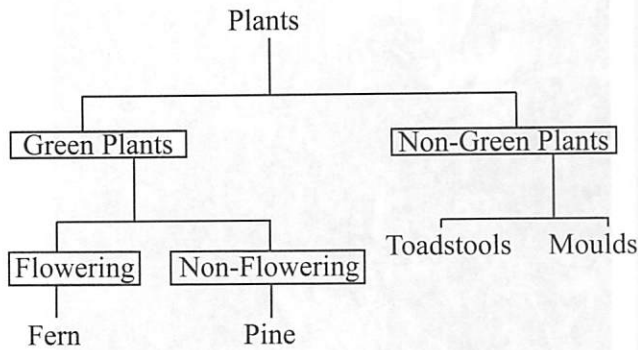 Plants
Green Plants
Non-Green Plants
Flowering
Non-Flowering
Toadstools
Moulds
Fern
Pine